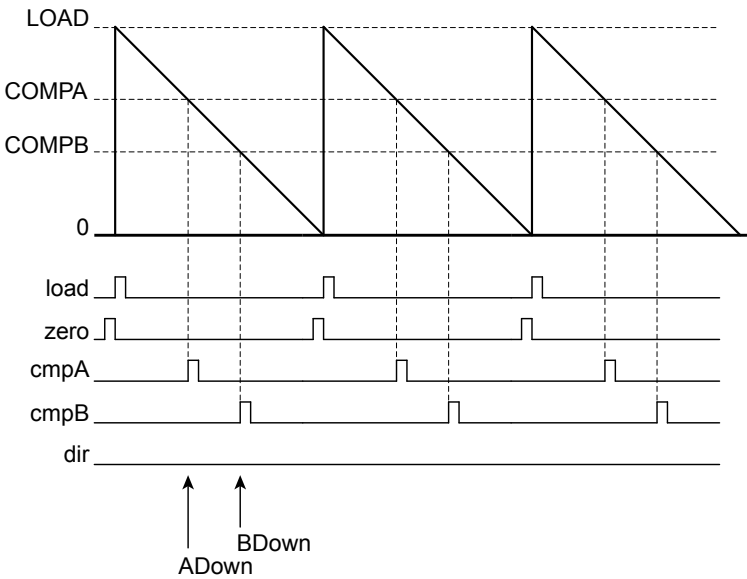 LOAD
COMPA
COMPB
0
load
zero
cmpA
cmpB
dir
BDown
ADown